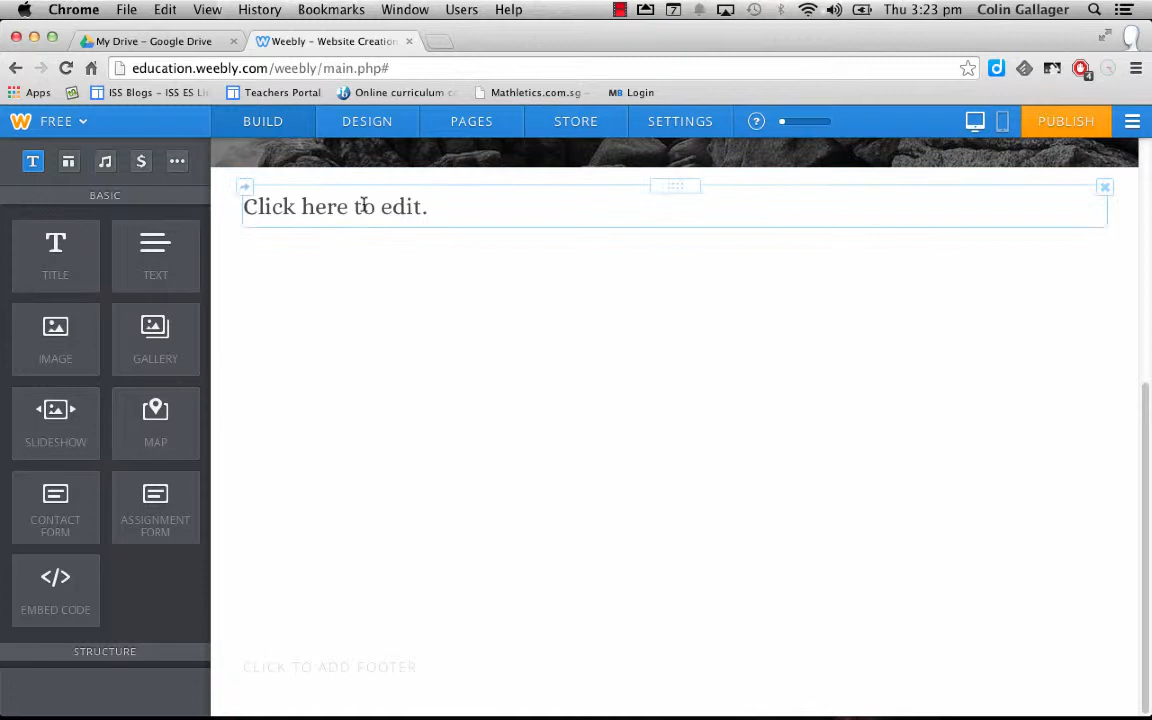 Chrome File Edit View History Bookmarks Window Users Help 7 Thu 3:23 pm Colin Gallager
My Drive – Google Drive × Weebly – Website Creation ×
education.weebly.com/weebly/main.php# d 4
Apps ISS Blogs – ISS ES Li Teachers Portal Online curriculum c Mathletics.com.sg – MB Login
FREE BUILD DESIGN PAGES STORE SETTINGS ? PUBLISH
T $
BASIC
Click here to edit.
T
TITLE TEXT
IMAGE GALLERY
SLIDESHOW MAP
CONTACT FORM
ASSIGNMENT FORM
</>
EMBED CODE
STRUCTURE
CLICK TO ADD FOOTER